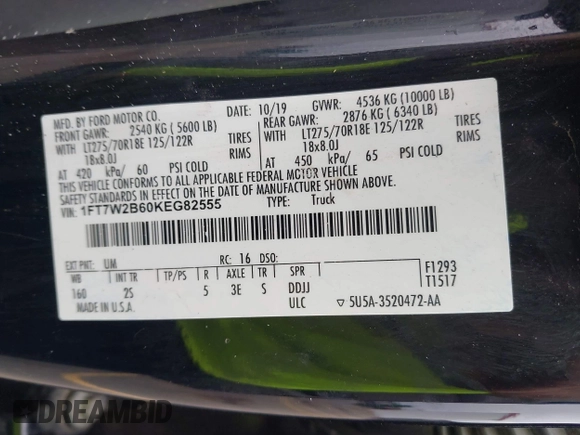 MFD. BY FORD MOTOR CO.
DATE: 10/19 GVWR: 4536 KG (10000 LB)
FRONT GAWR: 2540 KG ( 5600 LB)
REAR GAWR: 2876 KG ( 6340 LB)
WITH LT275/70R18E 125/122R TIRES
WITH LT275/70R18E 125/122R TIRES
18x8.0J RIMS
18x8.0J RIMS
AT 420 kPa/ 60 PSI COLD
AT 450 kPa/ 65 PSI COLD
THIS VEHICLE CONFORMS TO ALL APPLICABLE FEDERAL MOTOR VEHICLE
SAFETY STANDARDS IN EFFECT ON THE DATE OF MANUFACTURE SHOWN ABOVE.
VIN: 1FT7W2B60KEG82555
TYPE: Truck
EXT PNT: UM RC: 16 DSO:
WB INT TR TP/PS R AXLE TR SPR
160 25 5 3E S DDJJ
F1293
T1517
MADE IN U.S.A. ULC ▽ 5U5A-3520472-AA
DREAMBID